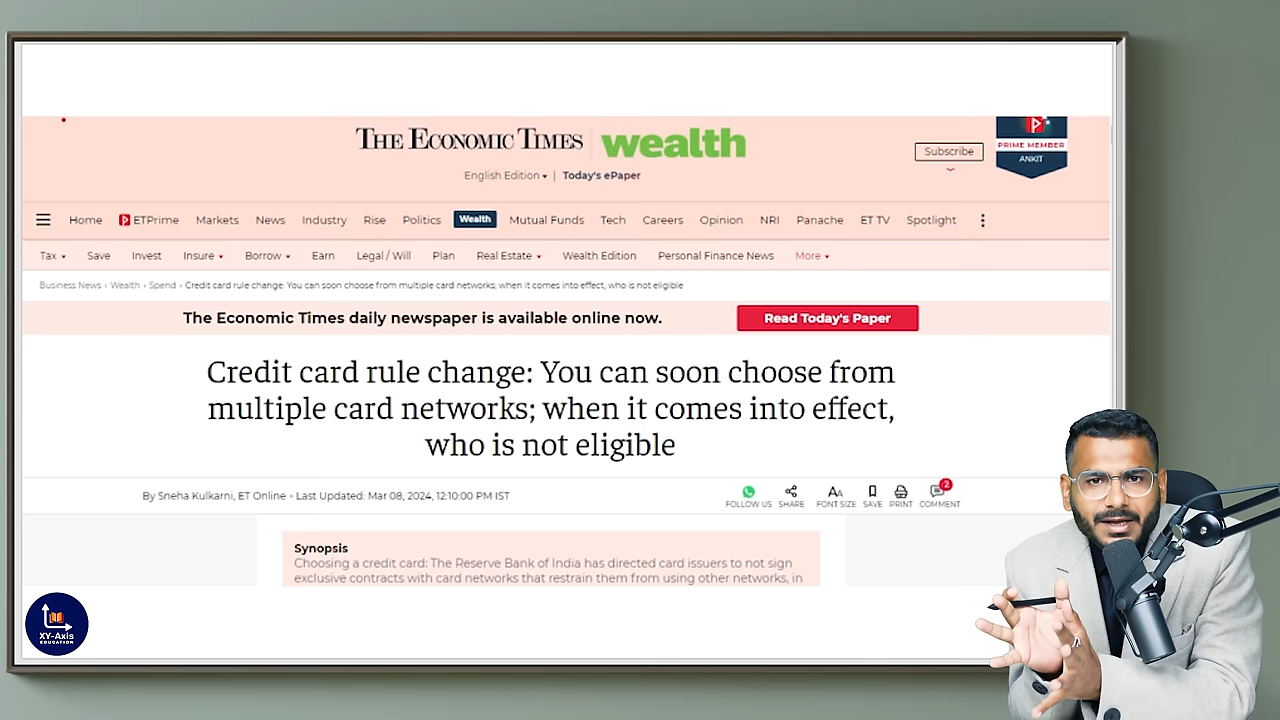 THE ECONOMIC TIMES wealth
English Edition | Today's ePaper
Subscribe
PRIME MEMBER
ANKIT
Home ETPrime Markets News Industry Rise Politics Wealth Mutual Funds Tech Careers Opinion NRI Panache ET TV Spotlight
Tax Save Invest Insure Borrow Earn Legal / Will Plan Real Estate Wealth Edition Personal Finance News More
Business News › Wealth › Spend › Credit card rule change: You can soon choose from multiple card networks; when it comes into effect, who is not eligible
The Economic Times daily newspaper is available online now.
Read Today's Paper
Credit card rule change: You can soon choose from
multiple card networks; when it comes into effect,
who is not eligible
By Sneha Kulkarni, ET Online • Last Updated: Mar 08, 2024, 12:10:00 PM IST
FOLLOW US SHARE FONT SIZE SAVE PRINT COMMENT
2
Synopsis
Choosing a credit card: The Reserve Bank of India has directed card issuers to not sign
exclusive contracts with card networks that restrain them from using other networks, in
XY-Axis
EDUCATION